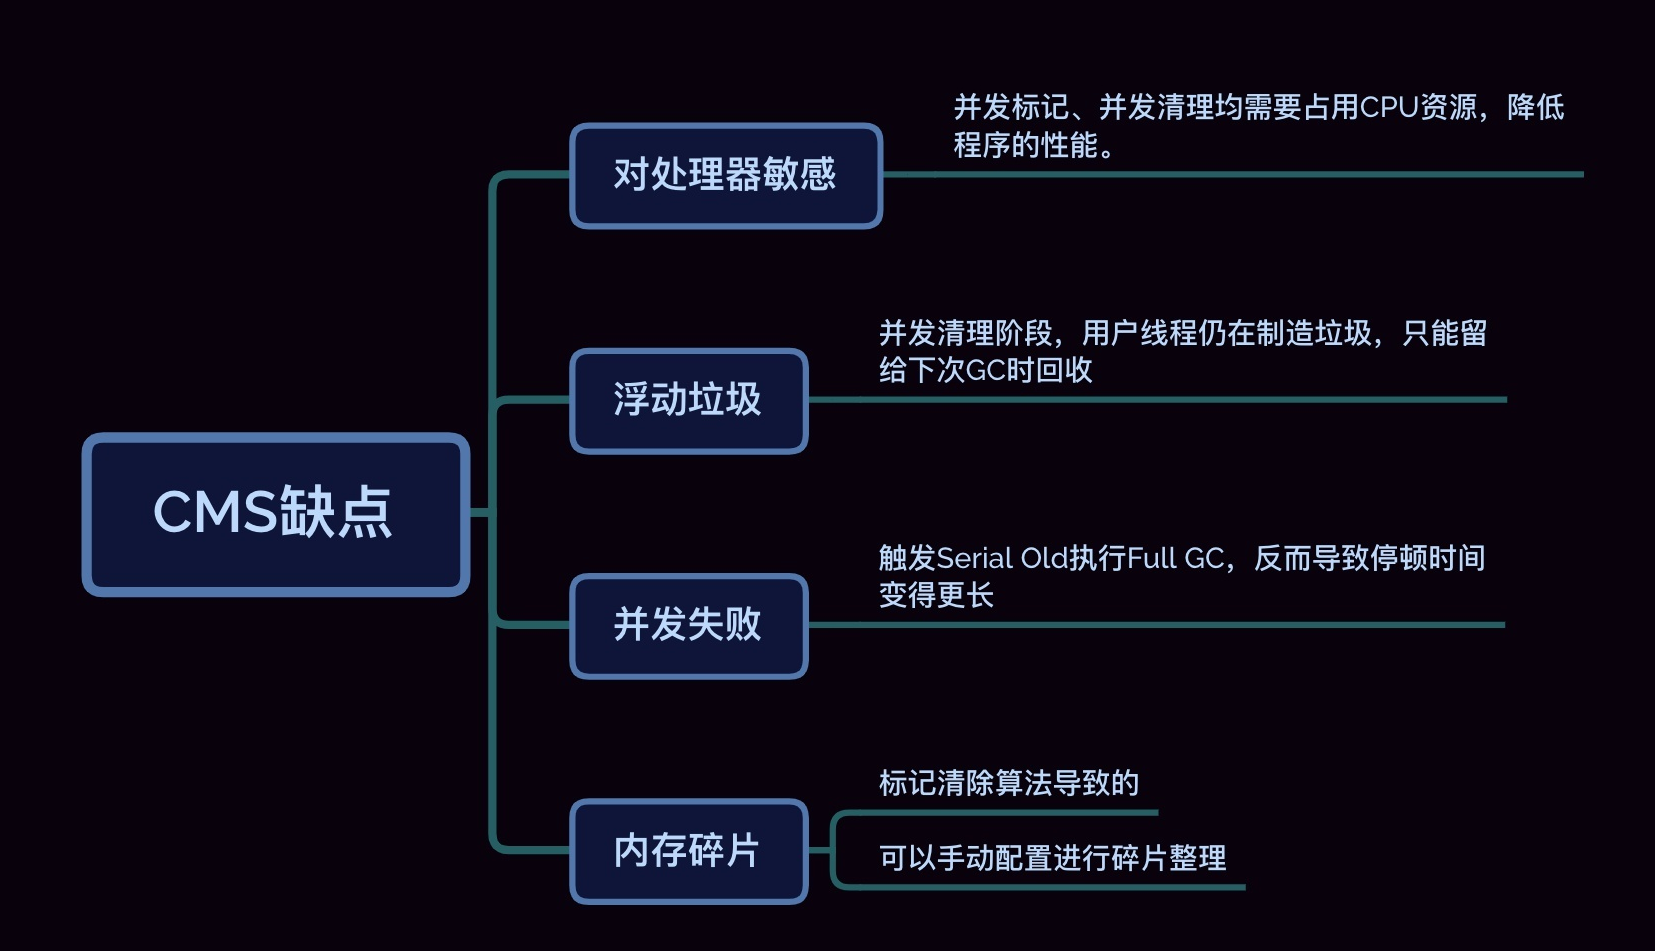 CMS缺点
对处理器敏感
并发标记、并发清理均需要占用CPU资源，降低
程序的性能。
浮动垃圾
并发清理阶段，用户线程仍在制造垃圾，只能留
给下次GC时回收
并发失败
触发Serial Old执行Full GC，反而导致停顿时间
变得更长
内存碎片
标记清除算法导致的
可以手动配置进行碎片整理